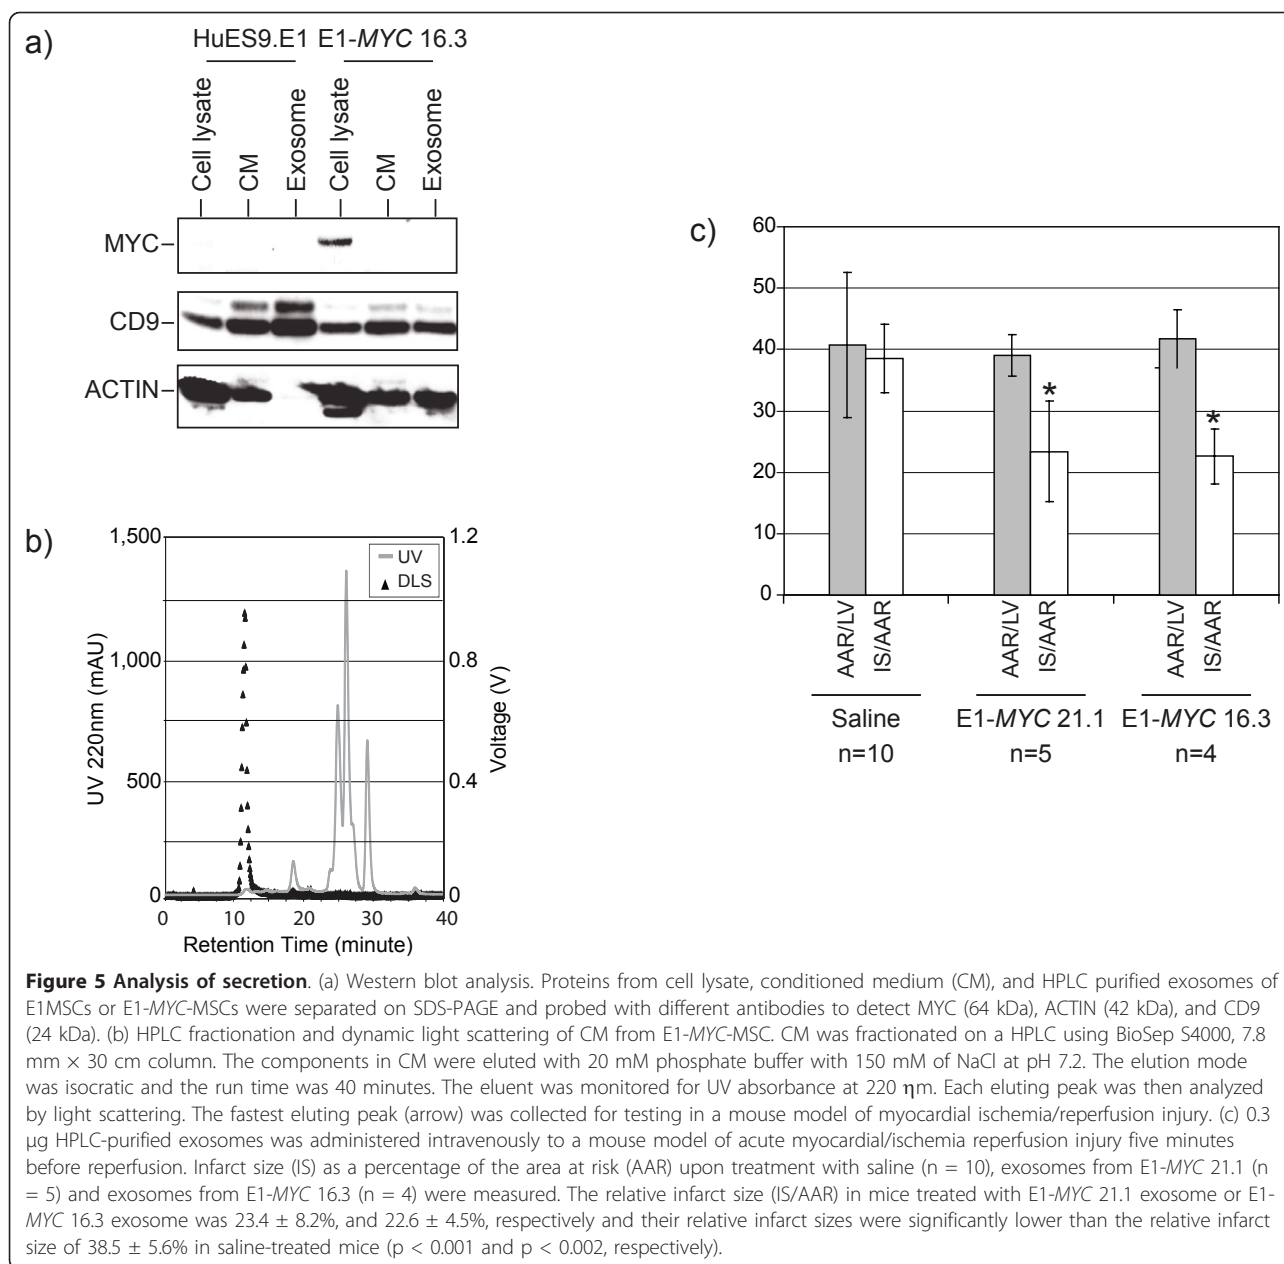 a)
HuES9.E1 E1-MYC 16.3
Cell lysate
CM
Exosome
Cell lysate
CM
Exosome
MYC
CD9
ACTIN
b)
1,500
1,000
500
0
UV 220nm (mAU)
1.2
0.8
0.4
0
Voltage (V)
UV
DLS
0 10 20 30 40
Retention Time (minute)
c)
60
50
40
30
20
10
0
*
*
AAR/LV
IS/AAR
AAR/LV
IS/AAR
AAR/LV
IS/AAR
Saline E1-MYC 21.1 E1-MYC 16.3
n=10 n=5 n=4
Figure 5 Analysis of secretion. (a) Western blot analysis. Proteins from cell lysate, conditioned medium (CM), and HPLC purified exosomes of
E1MSCs or E1-MYC-MSCs were separated on SDS-PAGE and probed with different antibodies to detect MYC (64 kDa), ACTIN (42 kDa), and CD9
(24 kDa). (b) HPLC fractionation and dynamic light scattering of CM from E1-MYC-MSC. CM was fractionated on a HPLC using BioSep S4000, 7.8
mm × 30 cm column. The components in CM were eluted with 20 mM phosphate buffer with 150 mM of NaCl at pH 7.2. The elution mode
was isocratic and the run time was 40 minutes. The eluent was monitored for UV absorbance at 220 ηm. Each eluting peak was then analyzed
by light scattering. The fastest eluting peak (arrow) was collected for testing in a mouse model of myocardial ischemia/reperfusion injury. (c) 0.3
μg HPLC-purified exosomes was administered intravenously to a mouse model of acute myocardial/ischemia reperfusion injury five minutes
before reperfusion. Infarct size (IS) as a percentage of the area at risk (AAR) upon treatment with saline (n = 10), exosomes from E1-MYC 21.1 (n
= 5) and exosomes from E1-MYC 16.3 (n = 4) were measured. The relative infarct size (IS/AAR) in mice treated with E1-MYC 21.1 exosome or E1-
MYC 16.3 exosome was 23.4 ± 8.2%, and 22.6 ± 4.5%, respectively and their relative infarct sizes were significantly lower than the relative infarct
size of 38.5 ± 5.6% in saline-treated mice (p < 0.001 and p < 0.002, respectively).